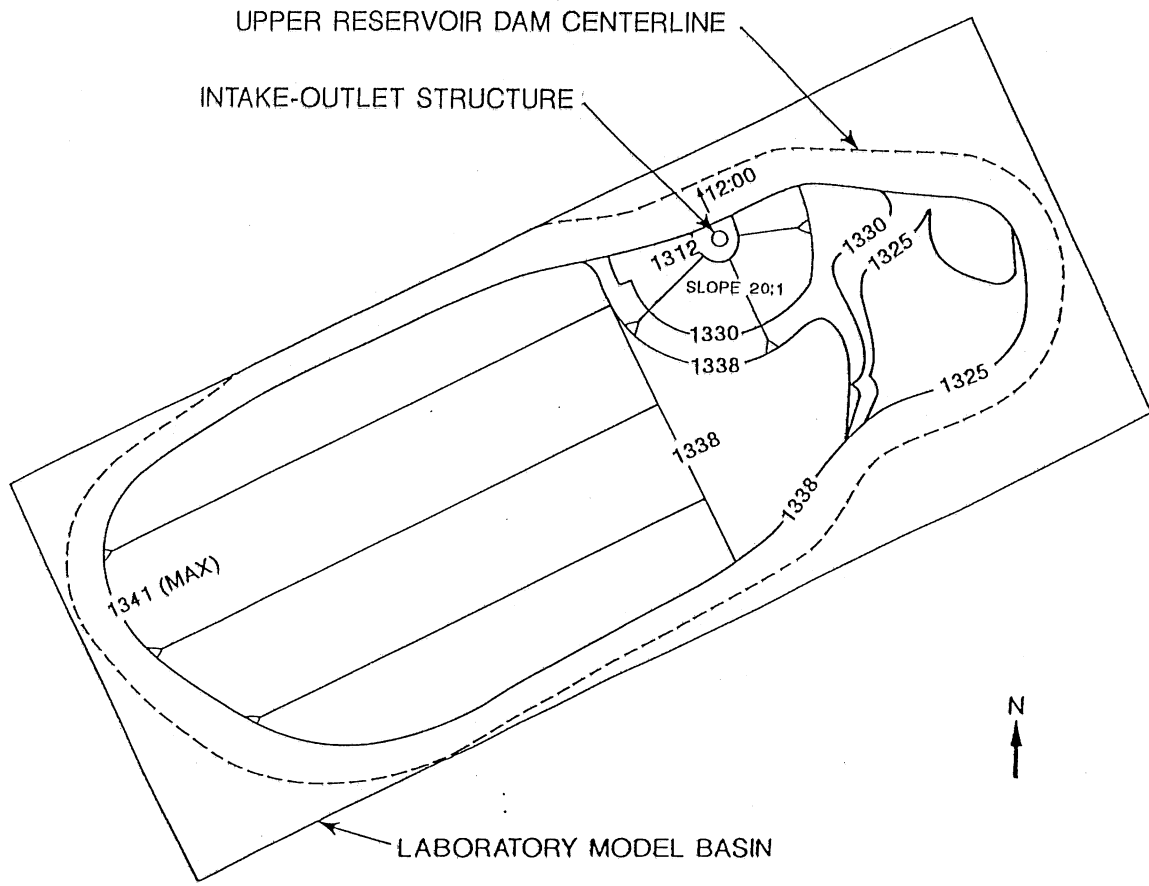 UPPER RESERVOIR DAM CENTERLINE
INTAKE-OUTLET STRUCTURE
12:00
1312
1330
1325
SLOPE 20;1
1330
1338
1325
1338
1338
1341 (MAX)
N
LABORATORY MODEL BASIN